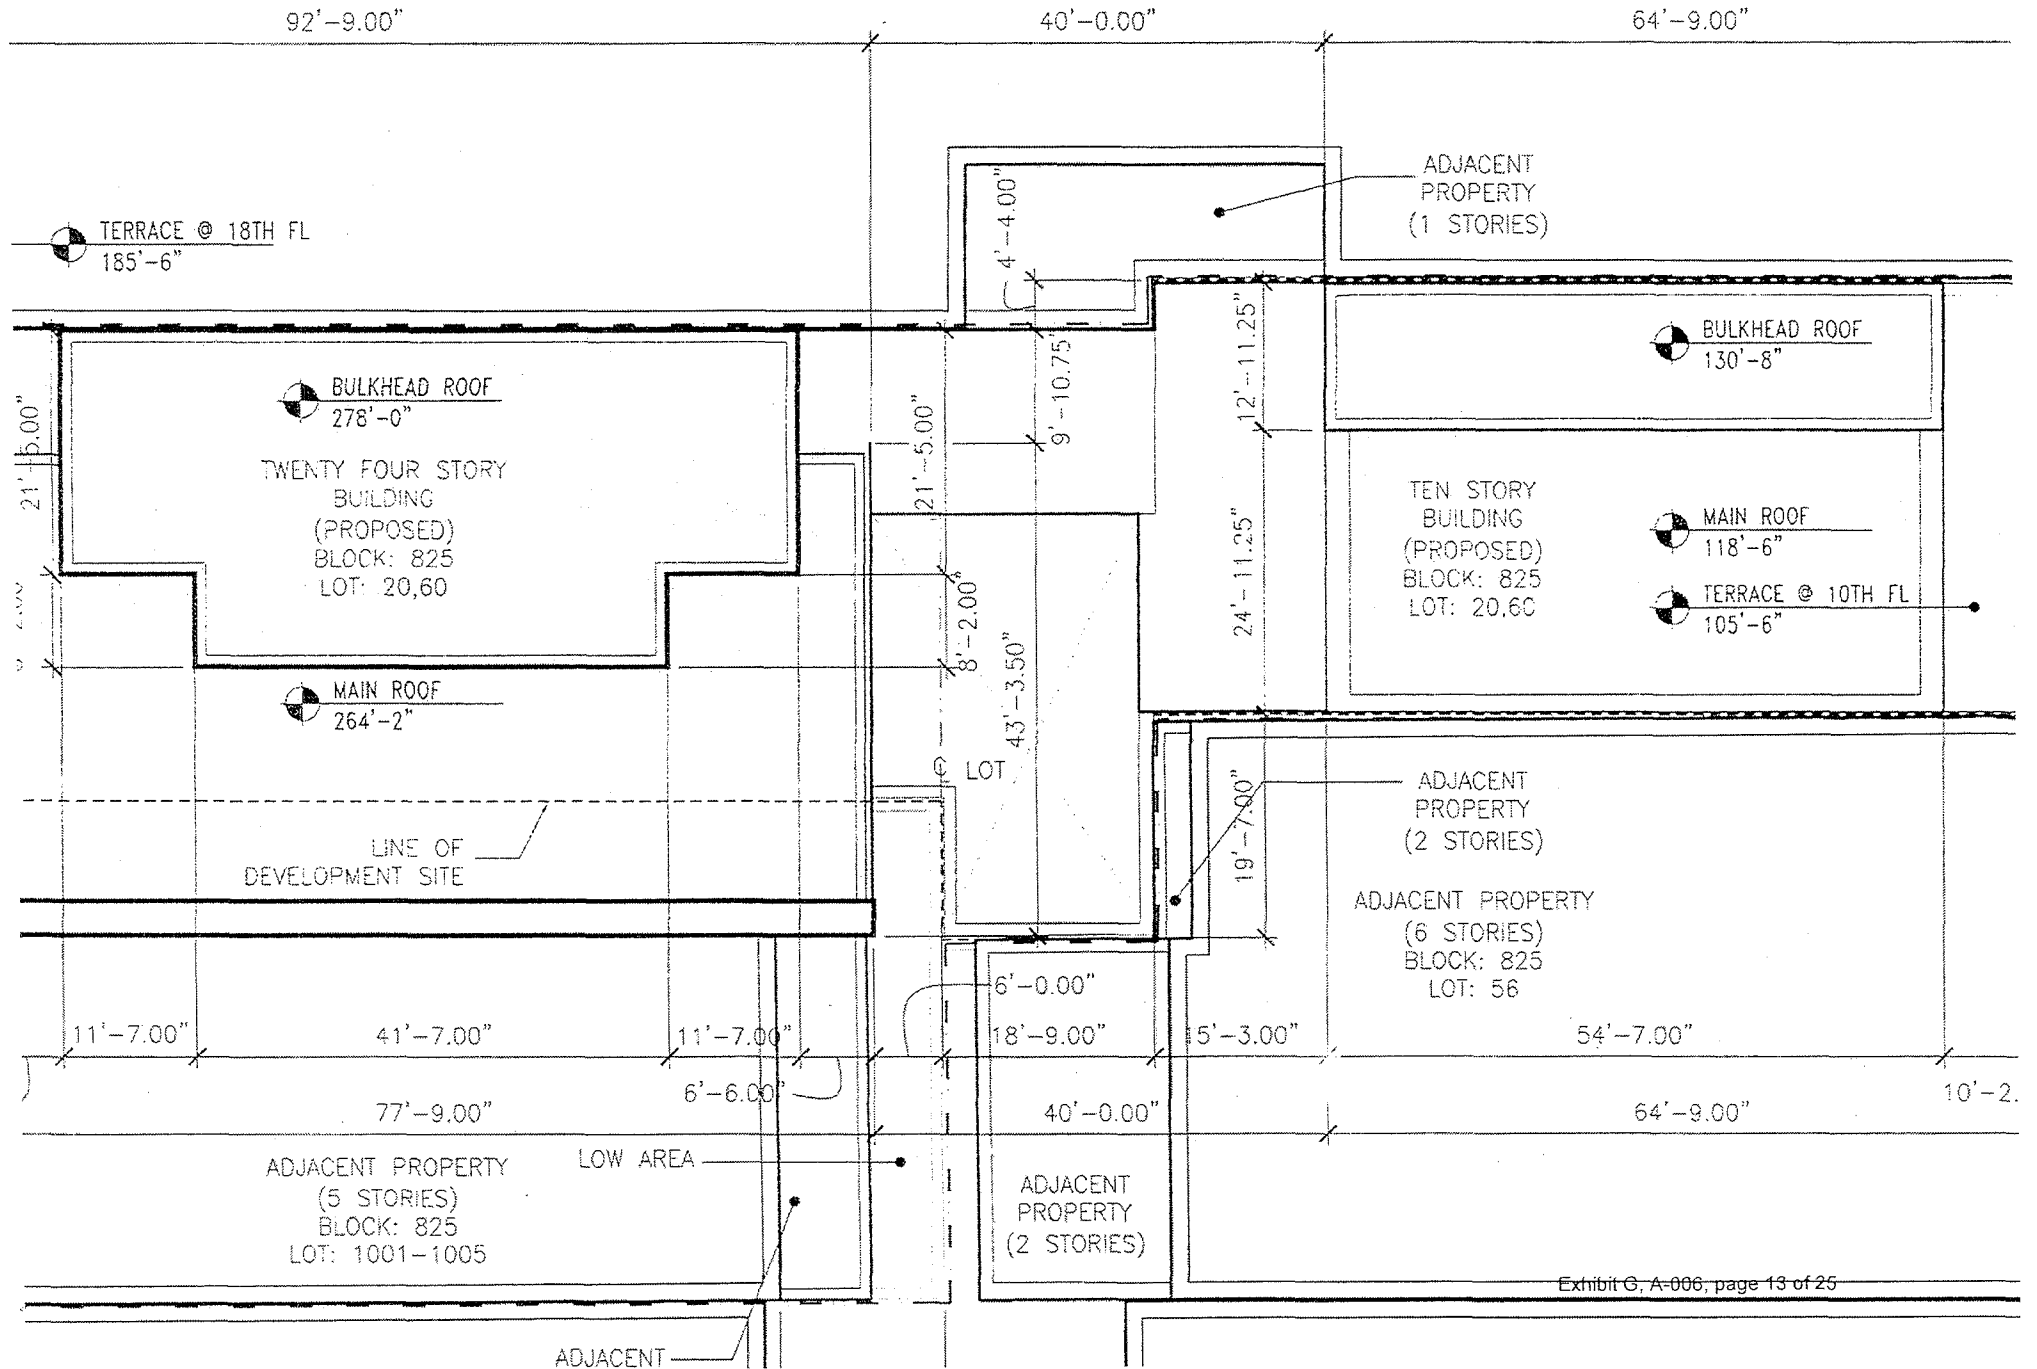 92'-9.00"
40'-0.00"
64'-9.00"
ADJACENT
PROPERTY
(1 STORIES)
4'-4.00"
TERRACE @ 18TH FL
185'-6"
BULKHEAD ROOF
130'-8"
12'-11.25"
9'-10.75"
BULKHEAD ROOF
278'-0"
21'-5.00"
21'-5.00"
TWENTY FOUR STORY
BUILDING
(PROPOSED)
BLOCK: 825
LOT: 20,60
TEN STORY
BUILDING
(PROPOSED)
BLOCK: 825
LOT: 20,60
MAIN ROOF
118'-6"
TERRACE @ 10TH FL
105'-6"
24'-11.25"
8'-2.00"
43'-3.50"
MAIN ROOF
264'-2"
℄ LOT
ADJACENT
PROPERTY
(2 STORIES)
19'-7.00"
LINE OF
DEVELOPMENT SITE
ADJACENT PROPERTY
(6 STORIES)
BLOCK: 825
LOT: 56
6'-0.00"
11'-7.00"
41'-7.00"
11'-7.00"
18'-9.00"
15'-3.00"
54'-7.00"
6'-6.00"
10'-2.
77'-9.00"
40'-0.00"
64'-9.00"
ADJACENT PROPERTY
(5 STORIES)
BLOCK: 825
LOT: 1001-1005
LOW AREA
ADJACENT
PROPERTY
(2 STORIES)
Exhibit G, A-006, page 13 of 25
ADJACENT